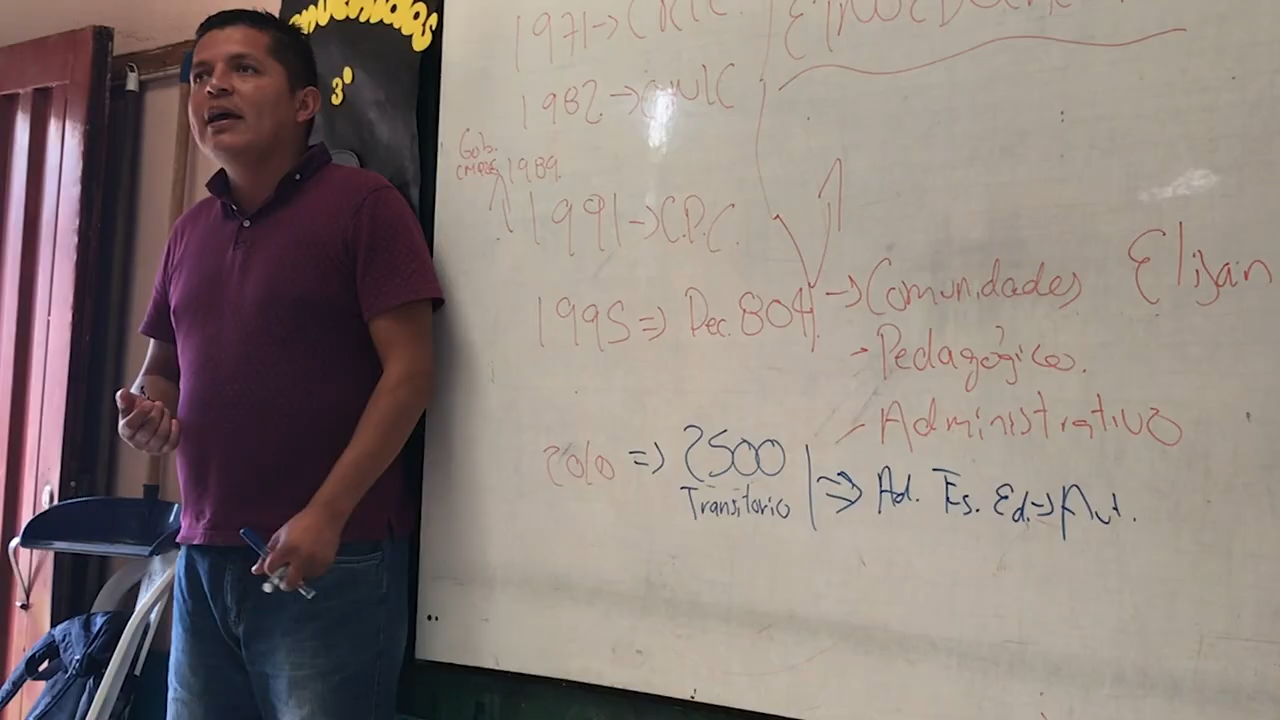 Bienvenidos
3°
1971→ CRIC
1982→ ONIC
Gob.
1989.
1991→ C.P.C.
1995⇒ Dec. 804 → Comunidades Elijan
- Pedagógico.
- Administrativo
2010 ⇒ 2500
Transitorio ⇒ Ad. Es. Ed→Aut.